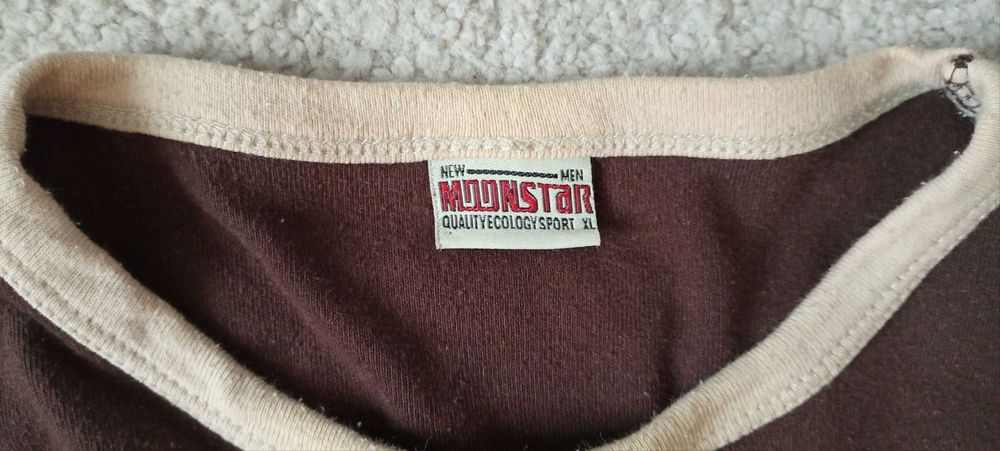 NEW MEN
MOONSTAR
QUALITYECOLOGYSPORT XL